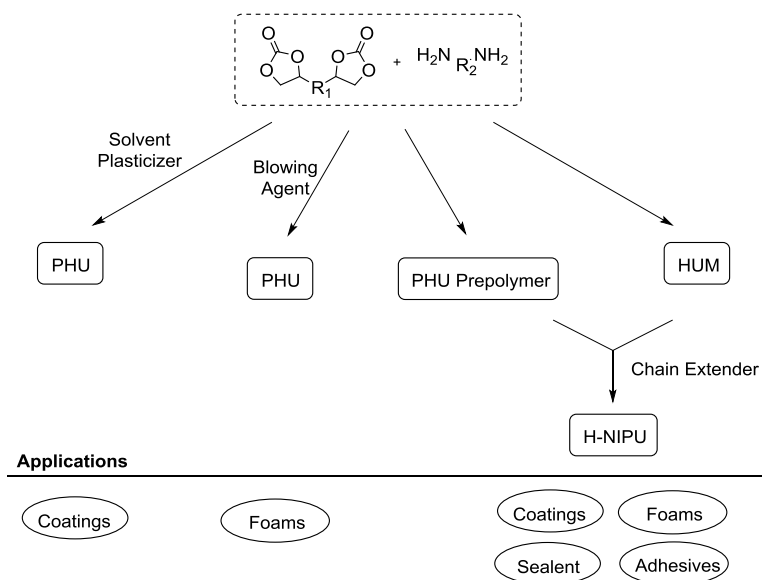 O O
O O
O O
R1
+
H2N R2 NH2
Solvent
Plasticizer
Blowing
Agent
PHU
PHU
PHU Prepolymer
HUM
Chain Extender
H-NIPU
Applications
Coatings
Foams
Coatings
Foams
Sealent
Adhesives